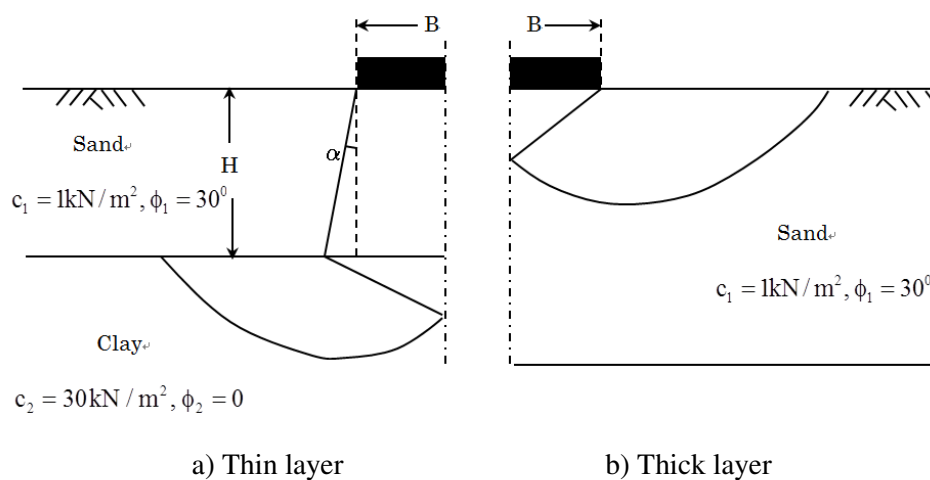 B
B
Sand
α
H
c₁ = 1kN/m², ϕ₁ = 30⁰
Clay
c₂ = 30kN/m², ϕ₂ = 0
Sand
c₁ = 1kN/m², ϕ₁ = 30⁰
a) Thin layer
b) Thick layer